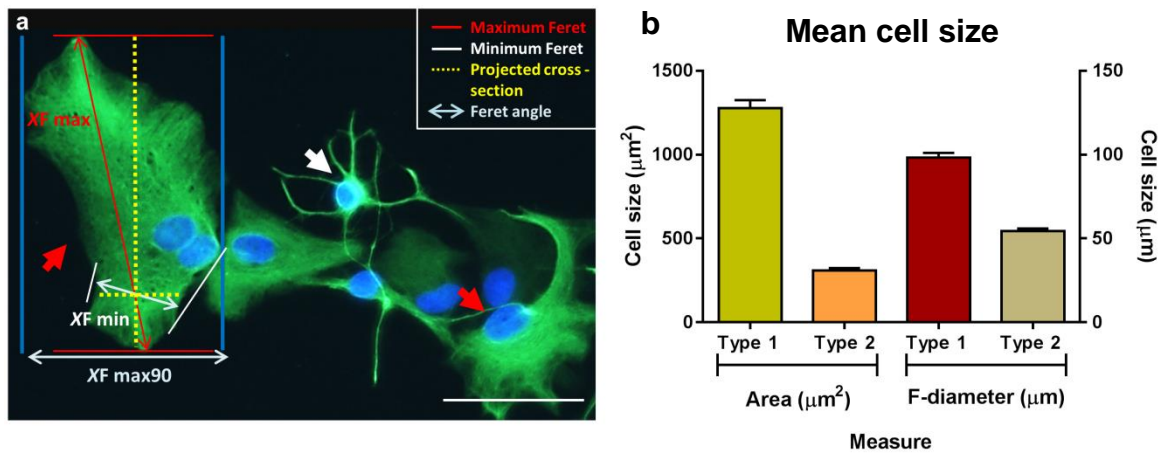 a
Maximum Feret
Minimum Feret
Projected cross -
section
Feret angle
XF max
XF min
XF max90
b
Mean cell size
1500
1000
500
0
Cell size (μm²)
150
100
50
0
Cell size
(μm)
Type 1 Type 2 Type 1 Type 2
Area (μm²) F-diameter (μm)
Measure